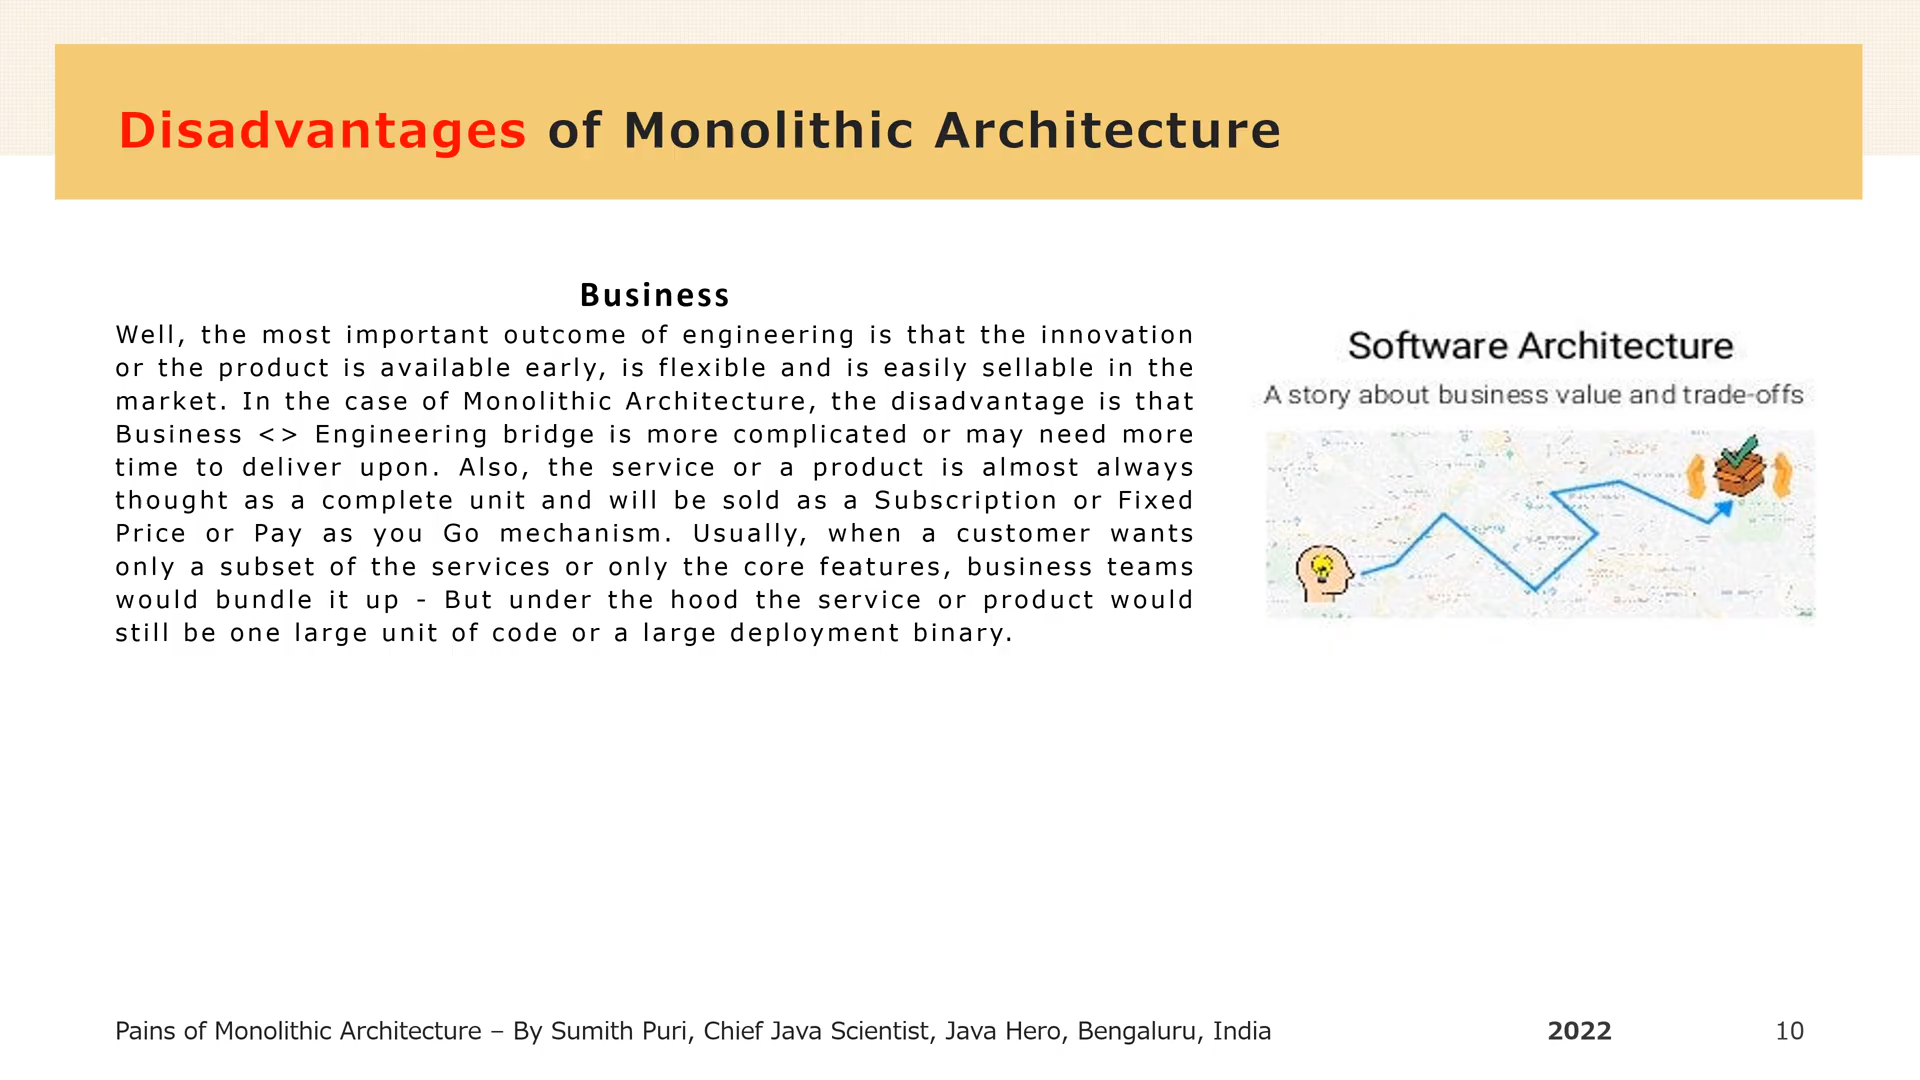 Disadvantages of Monolithic Architecture
Business
Well, the most important outcome of engineering is that the innovation
or the product is available early, is flexible and is easily sellable in the
market. In the case of Monolithic Architecture, the disadvantage is that
Business <> Engineering bridge is more complicated or may need more
time to deliver upon. Also, the service or a product is almost always
thought as a complete unit and will be sold as a Subscription or Fixed
Price or Pay as you Go mechanism. Usually, when a customer wants
only a subset of the services or only the core features, business teams
would bundle it up - But under the hood the service or product would
still be one large unit of code or a large deployment binary.
Software Architecture
A story about business value and trade-offs
Pains of Monolithic Architecture – By Sumith Puri, Chief Java Scientist, Java Hero, Bengaluru, India
2022
10